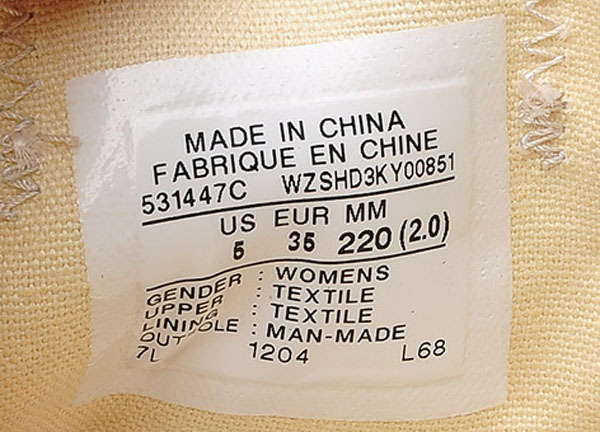 MADE IN CHINA
FABRIQUE EN CHINE
531447C WZSHD3KY00851
US EUR MM
5 35 220 (2.0)
GENDER : WOMENS
UPPER : TEXTILE
LINING : TEXTILE
OUTSOLE : MAN-MADE
7L 1204 L68